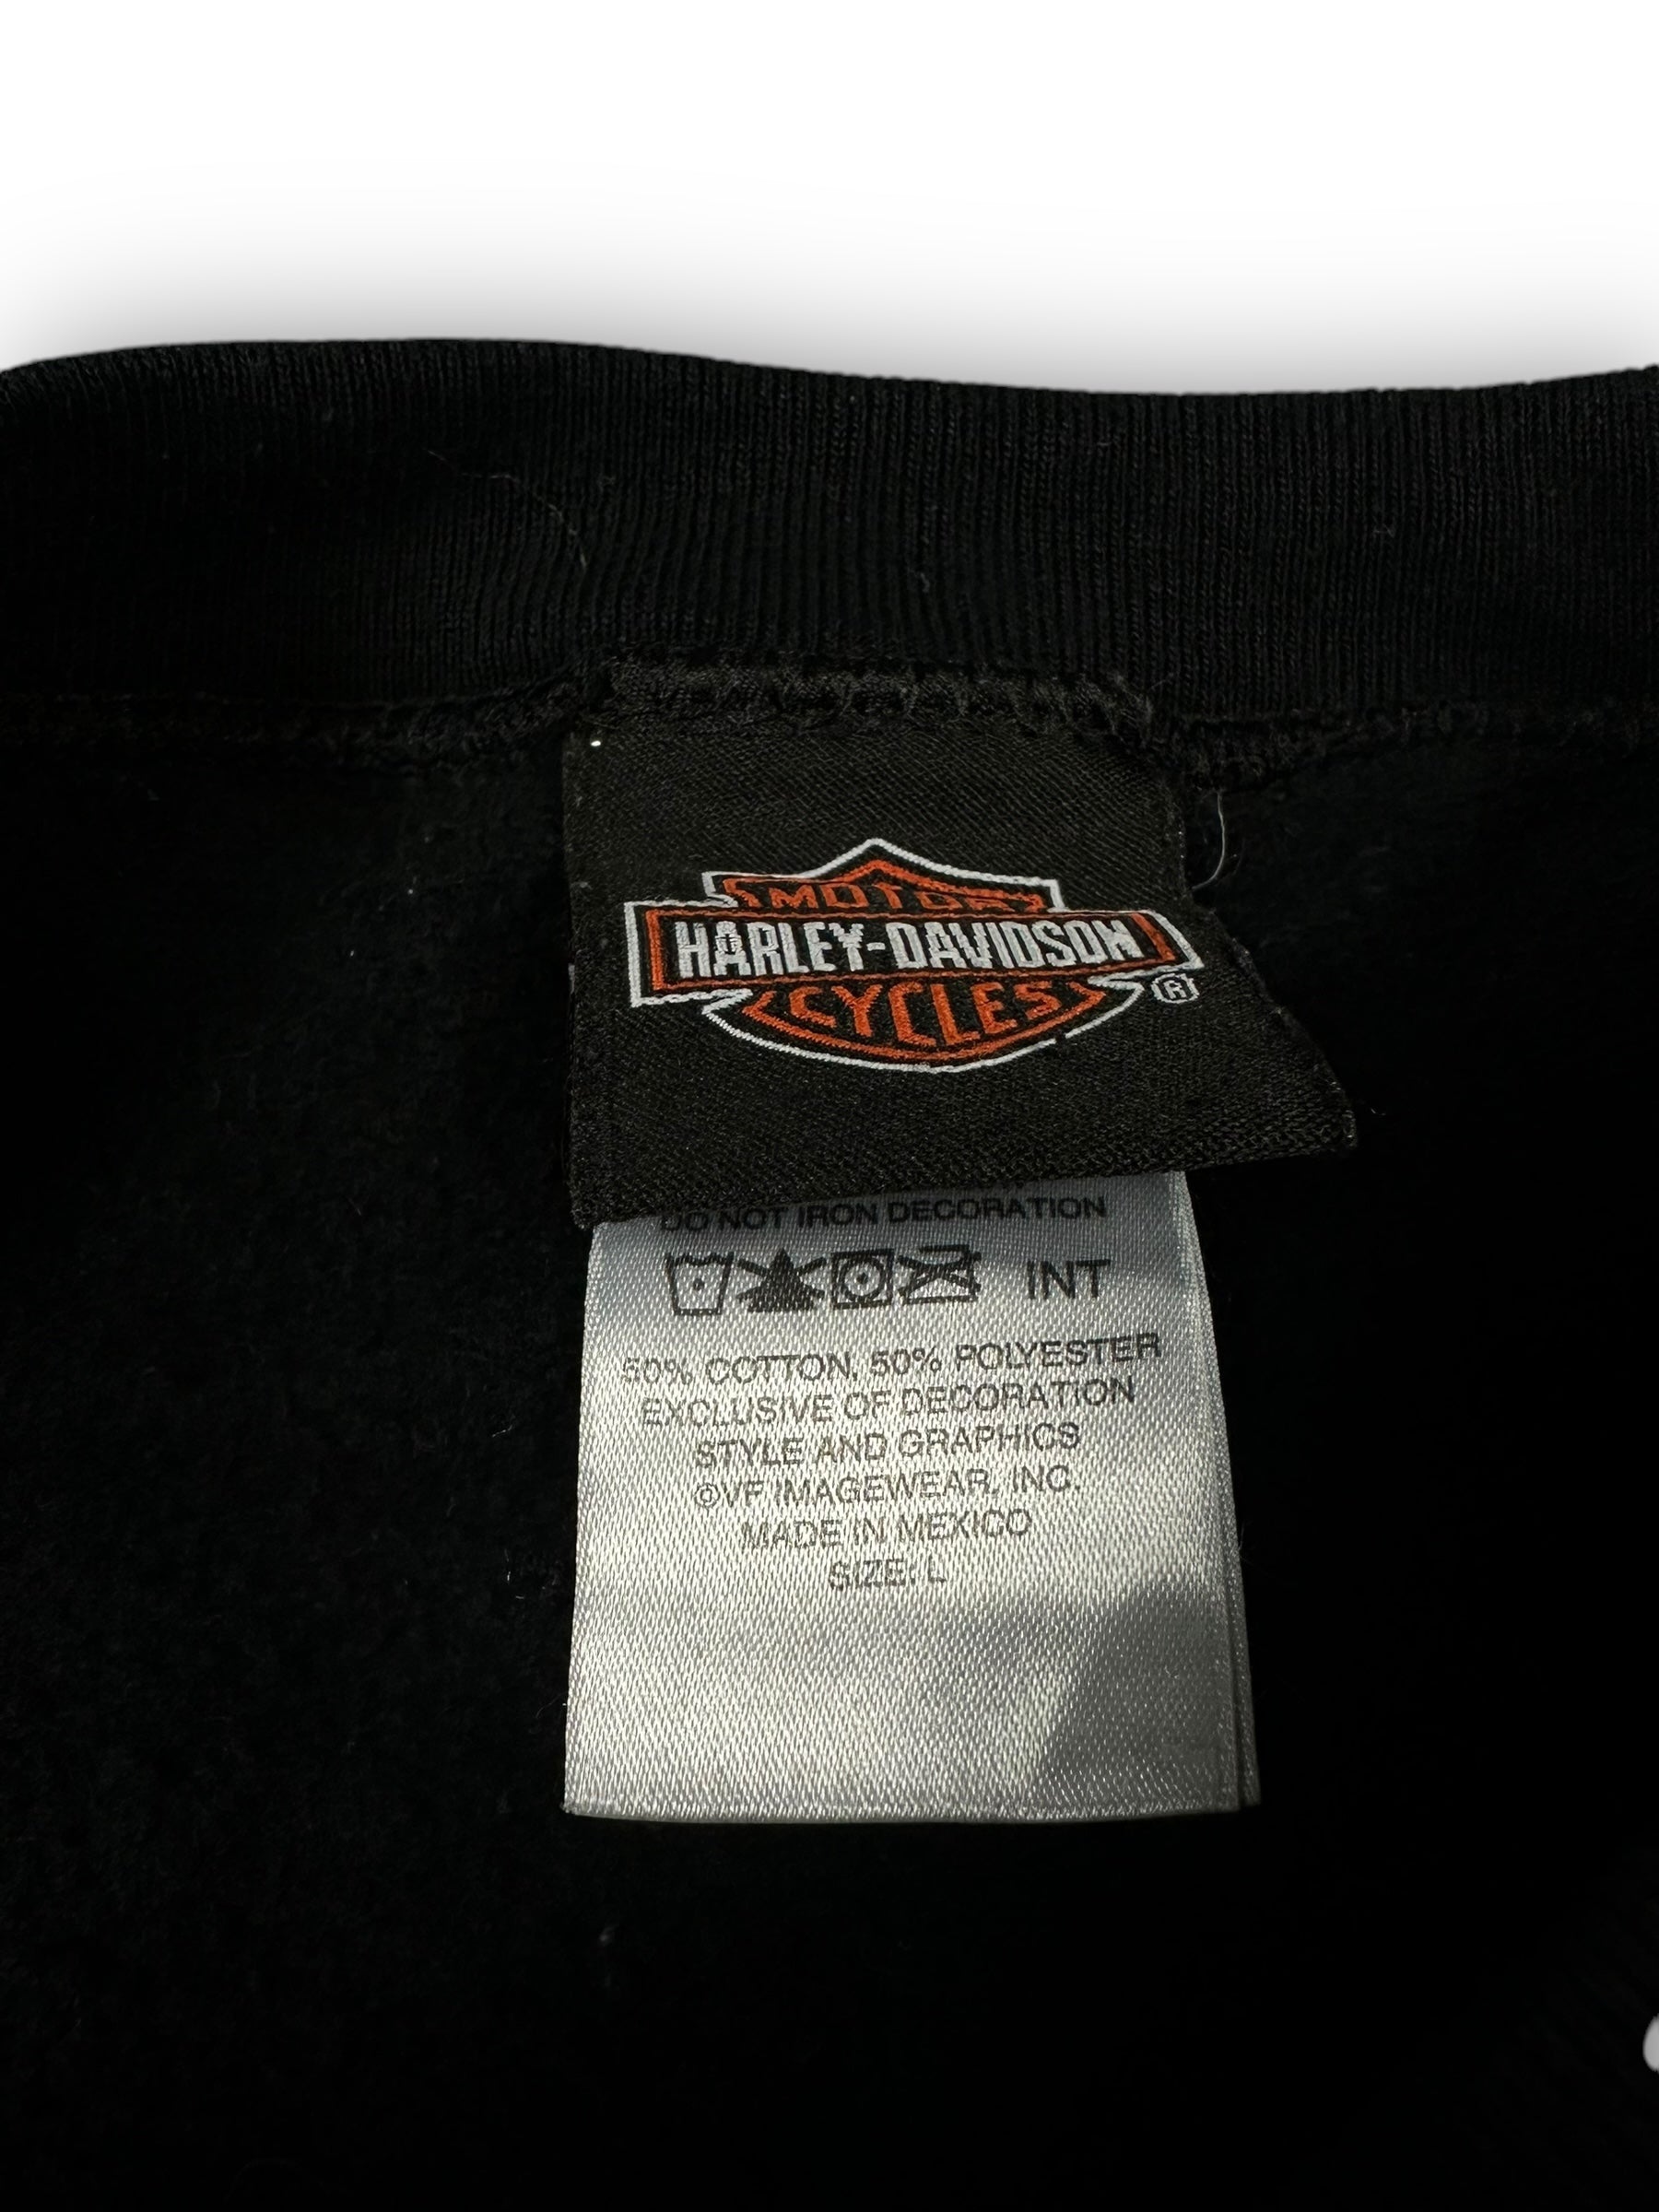 MOTOR
HARLEY-DAVIDSON
CYCLES
®
DO NOT IRON DECORATION
INT
50% COTTON, 50% POLYESTER
EXCLUSIVE OF DECORATION
STYLE AND GRAPHICS
©VF IMAGEWEAR, INC.
MADE IN MEXICO
SIZE: L